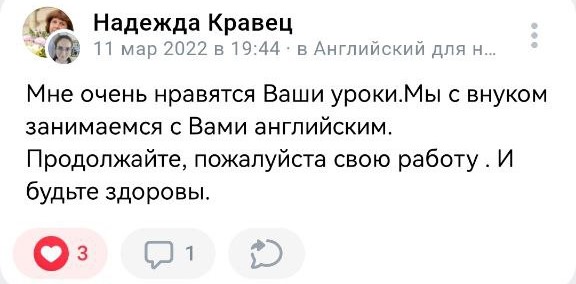 Надежда Кравец
11 мар 2022 в 19:44 · в Английский для н...
Мне очень нравятся Ваши уроки.Мы с внуком
занимаемся с Вами английским.
Продолжайте, пожалуйста свою работу . И
будьте здоровы.
3
1